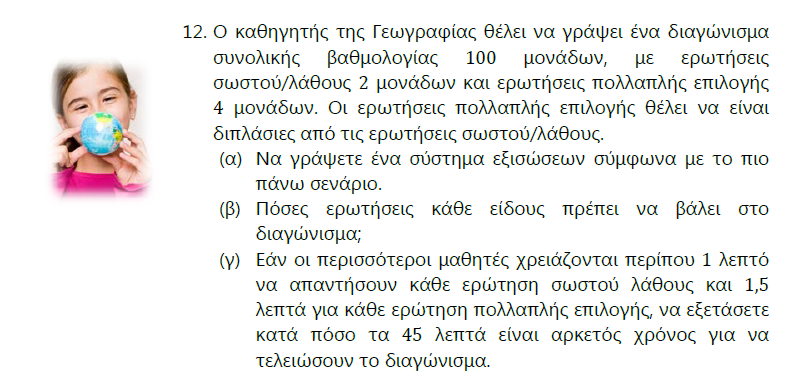 12. Ο καθηγητής της Γεωγραφίας θέλει να γράψει ένα διαγώνισμα
συνολικής βαθμολογίας 100 μονάδων, με ερωτήσεις
σωστού/λάθους 2 μονάδων και ερωτήσεις πολλαπλής επιλογής
4 μονάδων. Οι ερωτήσεις πολλαπλής επιλογής θέλει να είναι
διπλάσιες από τις ερωτήσεις σωστού/λάθους.
(α) Να γράψετε ένα σύστημα εξισώσεων σύμφωνα με το πιο
πάνω σενάριο.
(β) Πόσες ερωτήσεις κάθε είδους πρέπει να βάλει στο
διαγώνισμα;
(γ) Εάν οι περισσότεροι μαθητές χρειάζονται περίπου 1 λεπτό
να απαντήσουν κάθε ερώτηση σωστού λάθους και 1,5
λεπτά για κάθε ερώτηση πολλαπλής επιλογής, να εξετάσετε
κατά πόσο τα 45 λεπτά είναι αρκετός χρόνος για να
τελειώσουν το διαγώνισμα.